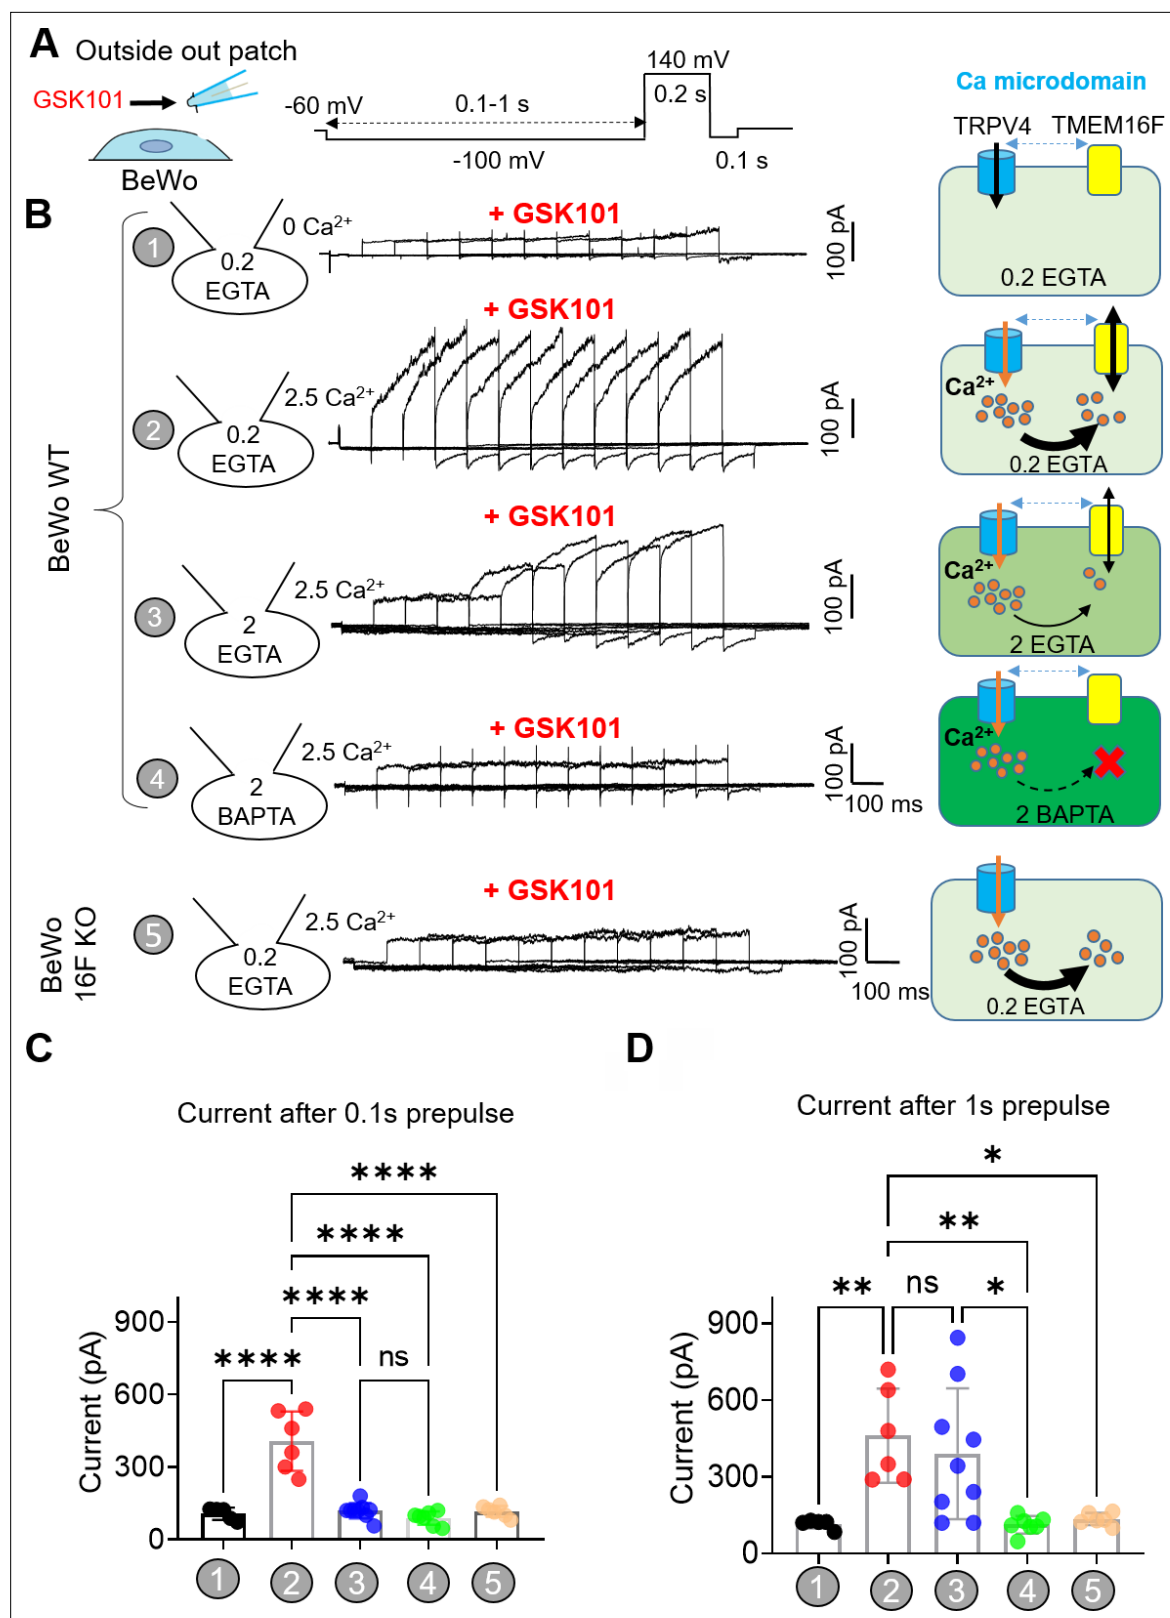 A
Outside out patch
GSK101
BeWo
-60 mV
0.1-1 s
-100 mV
140 mV
0.2 s
0.1 s
Ca microdomain
TRPV4
TMEM16F
0.2 EGTA
B
BeWo WT
1
0.2
EGTA
0 Ca²⁺
+ GSK101
100 pA
2
0.2
EGTA
2.5 Ca²⁺
+ GSK101
100 pA
Ca²⁺
0.2 EGTA
3
2
EGTA
2.5 Ca²⁺
+ GSK101
100 pA
Ca²⁺
2 EGTA
4
2
BAPTA
2.5 Ca²⁺
+ GSK101
100 pA
100 ms
Ca²⁺
2 BAPTA
BeWo
16F KO
5
0.2
EGTA
2.5 Ca²⁺
+ GSK101
100 pA
100 ms
0.2 EGTA
C
Current after 0.1s prepulse
****
****
****
****
ns
Current (pA)
900
600
300
0
1 2 3 4 5
D
Current after 1s prepulse
*
**
** ns *
Current (pA)
900
600
300
0
1 2 3 4 5